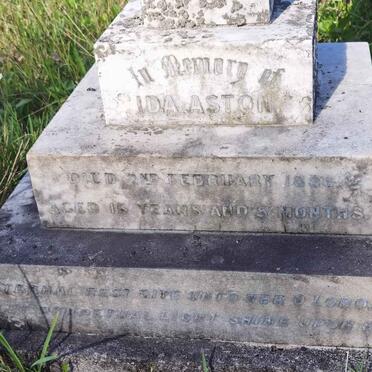 In Memory of
IDA ASTON
DIED 2ND FEBRUARY
AGED 15 YEARS AND 5 MONTHS.
ETERNAL REST GIVE UNTO HER O LORD
PERPETUAL LIGHT SHINE UPON